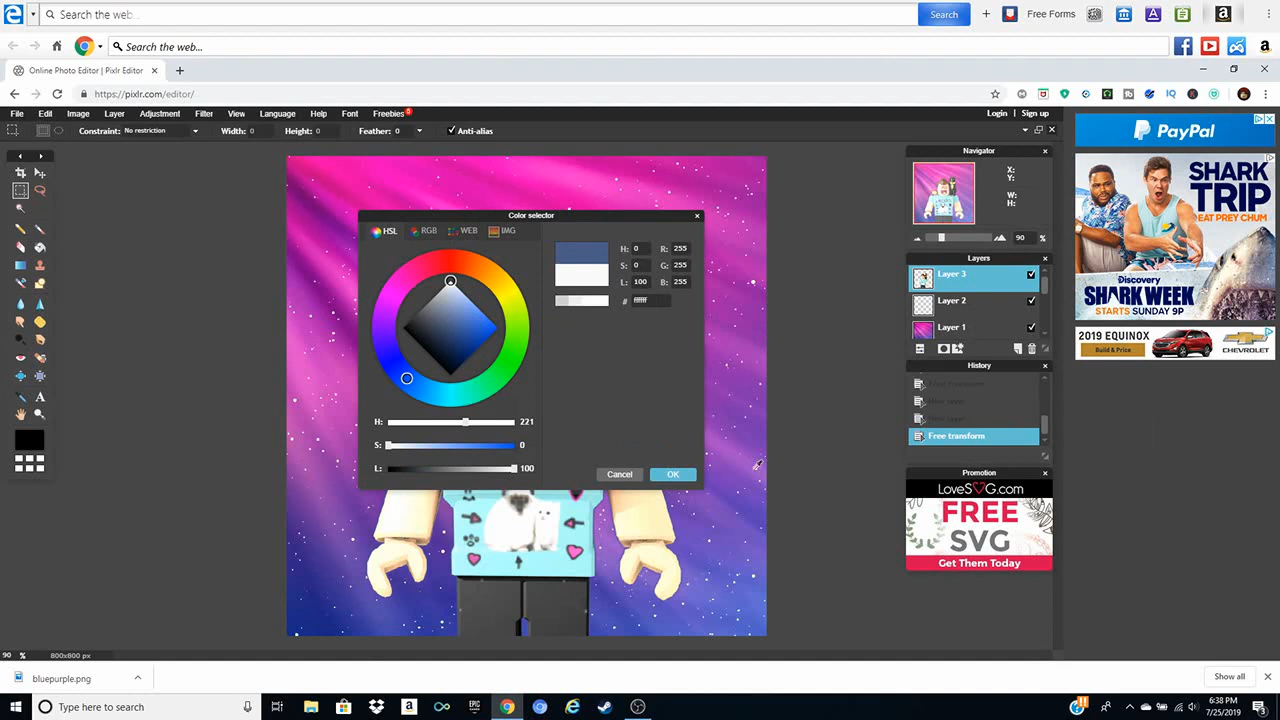 Search the web..
Search
Free Forms
Search the web...
Online Photo Editor | Pixlr Editor
https://pixlr.com/editor/
File Edit Image Layer Adjustment Filter View Language Help Font Freebies
Login Sign up
Constraint: No restriction Width: 0 Height: 0 Feather: 0 Anti-alias
PayPal
Navigator
X:
Y:
W:
H:
90 %
SHARK
TRIP
EAT PREY CHUM
Discovery
SHARK WEEK
STARTS SUNDAY 9P
2019 EQUINOX
Build & Price
CHEVROLET
Color selector
HSL RGB WEB IMG
H: 0 R: 255
S: 0 G: 255
L: 100 B: 255
# ffffff
H: 221
S: 0
L: 100
Cancel OK
Layers
Layer 3
Layer 2
Layer 1
History
Free transform
New layer
New layer
Free transform
Promotion
LoveSVG.com
FREE
SVG
Get Them Today
90 % 800x800 px
bluepurple.png
Show all
Type here to search
6:38 PM
7/25/2019